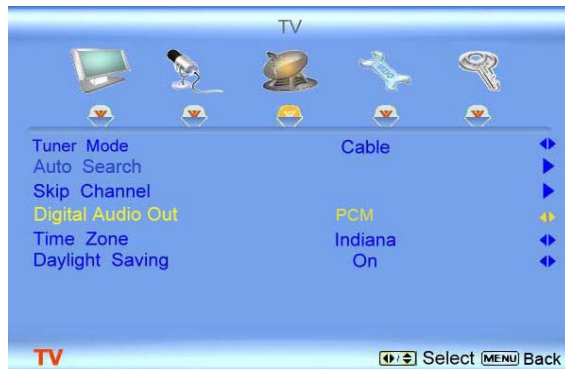 TV
Tuner Mode Cable
Auto Search
Skip Channel
Digital Audio Out PCM
Time Zone Indiana
Daylight Saving On
TV Select MENU Back